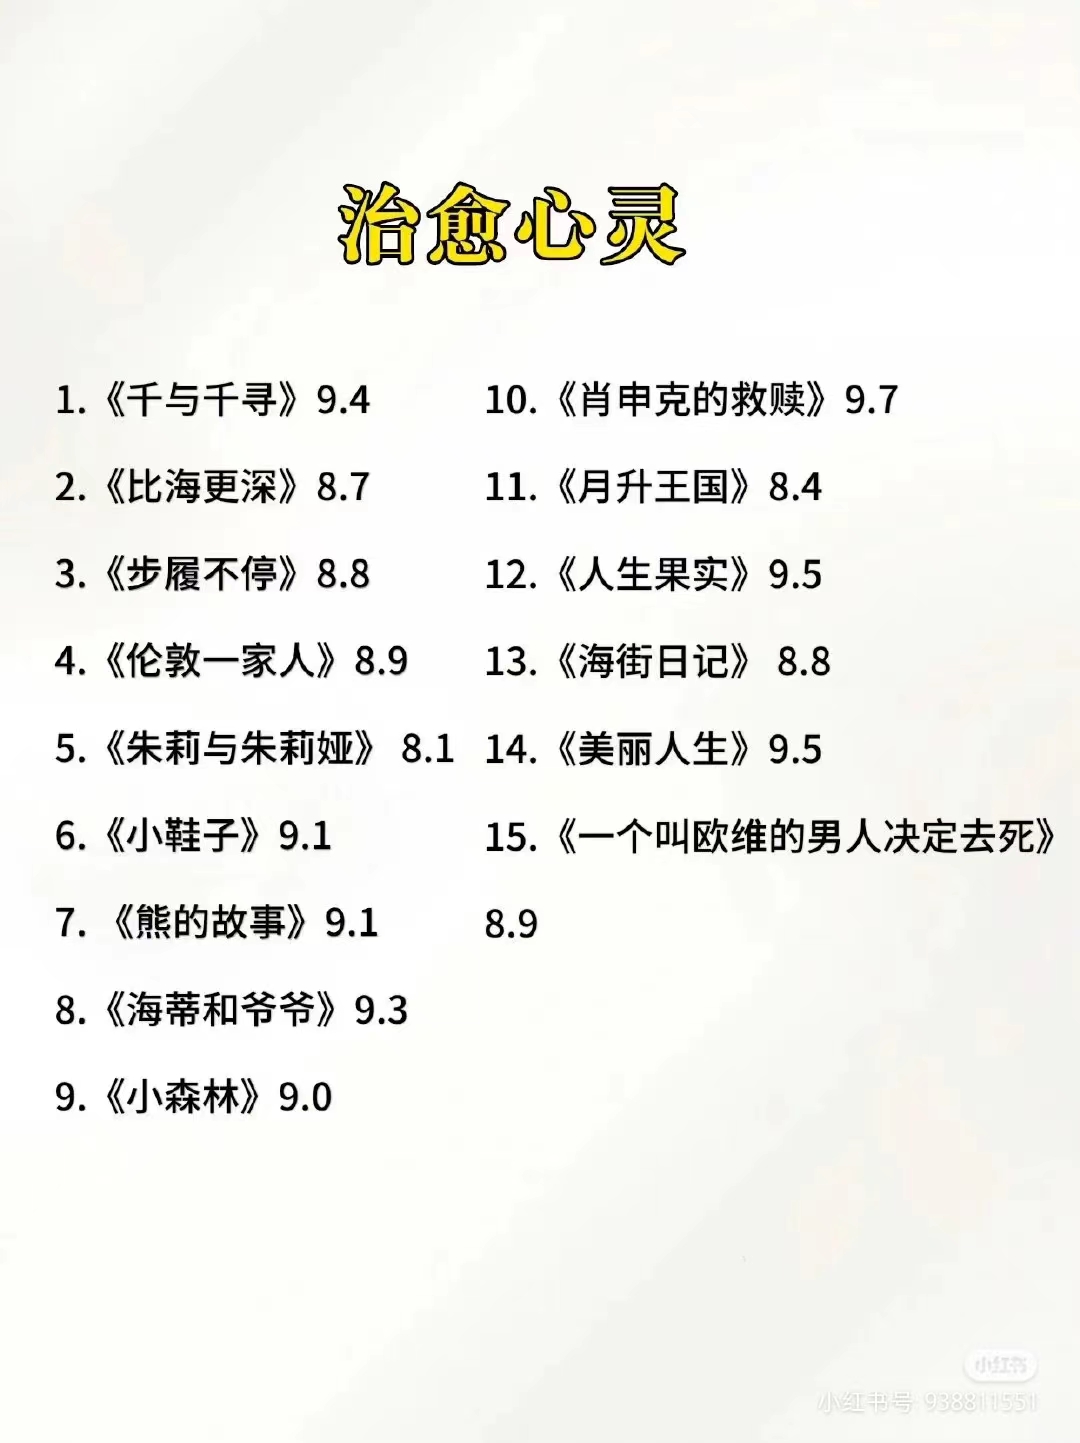 治愈心灵
1.《千与千寻》9.4
2.《比海更深》8.7
3.《步履不停》8.8
4.《伦敦一家人》8.9
5.《朱莉与朱莉娅》 8.1
6.《小鞋子》9.1
7. 《熊的故事》9.1
8.《海蒂和爷爷》9.3
9.《小森林》9.0
10.《肖申克的救赎》9.7
11.《月升王国》8.4
12.《人生果实》9.5
13.《海街日记》 8.8
14.《美丽人生》9.5
15.《一个叫欧维的男人决定去死》
8.9
小红书
小红书号: 938811551